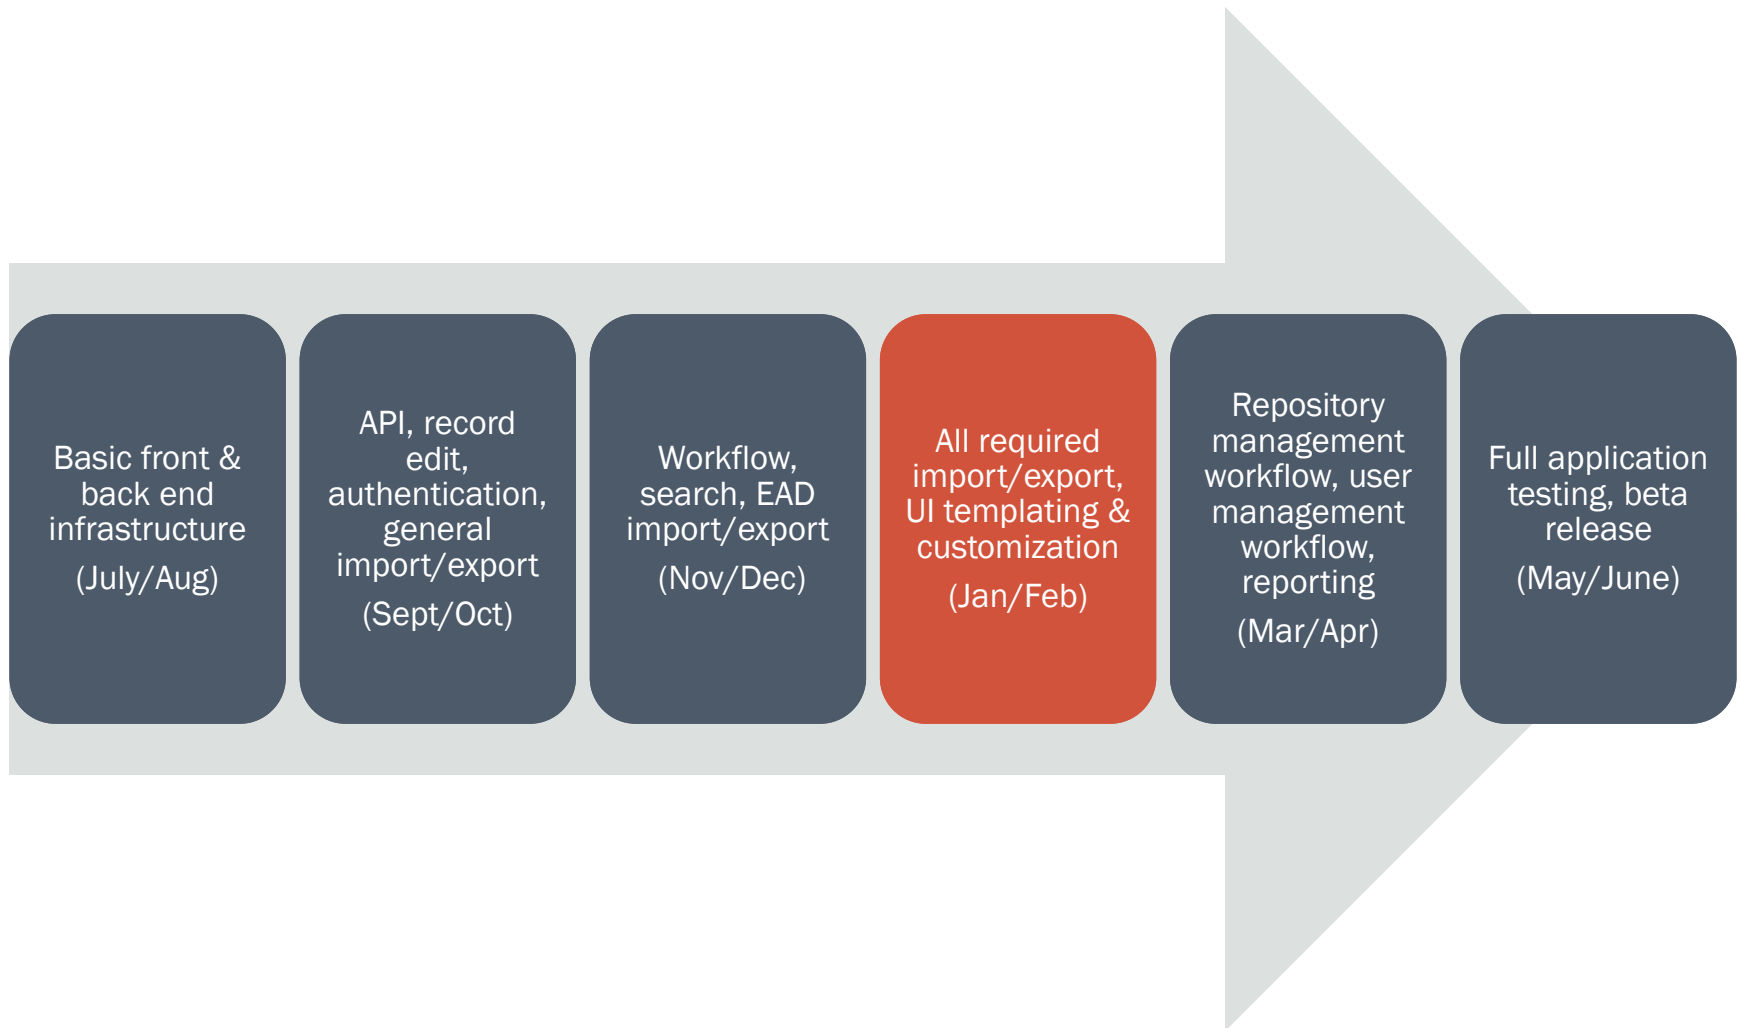 Basic front &
back end
infrastructure
(July/Aug)
API, record
edit,
authentication,
general
import/export
(Sept/Oct)
Workflow,
search, EAD
import/export
(Nov/Dec)
All required
import/export,
UI templating &
customization
(Jan/Feb)
Repository
management
workflow, user
management
workflow,
reporting
(Mar/Apr)
Full application
testing, beta
release
(May/June)